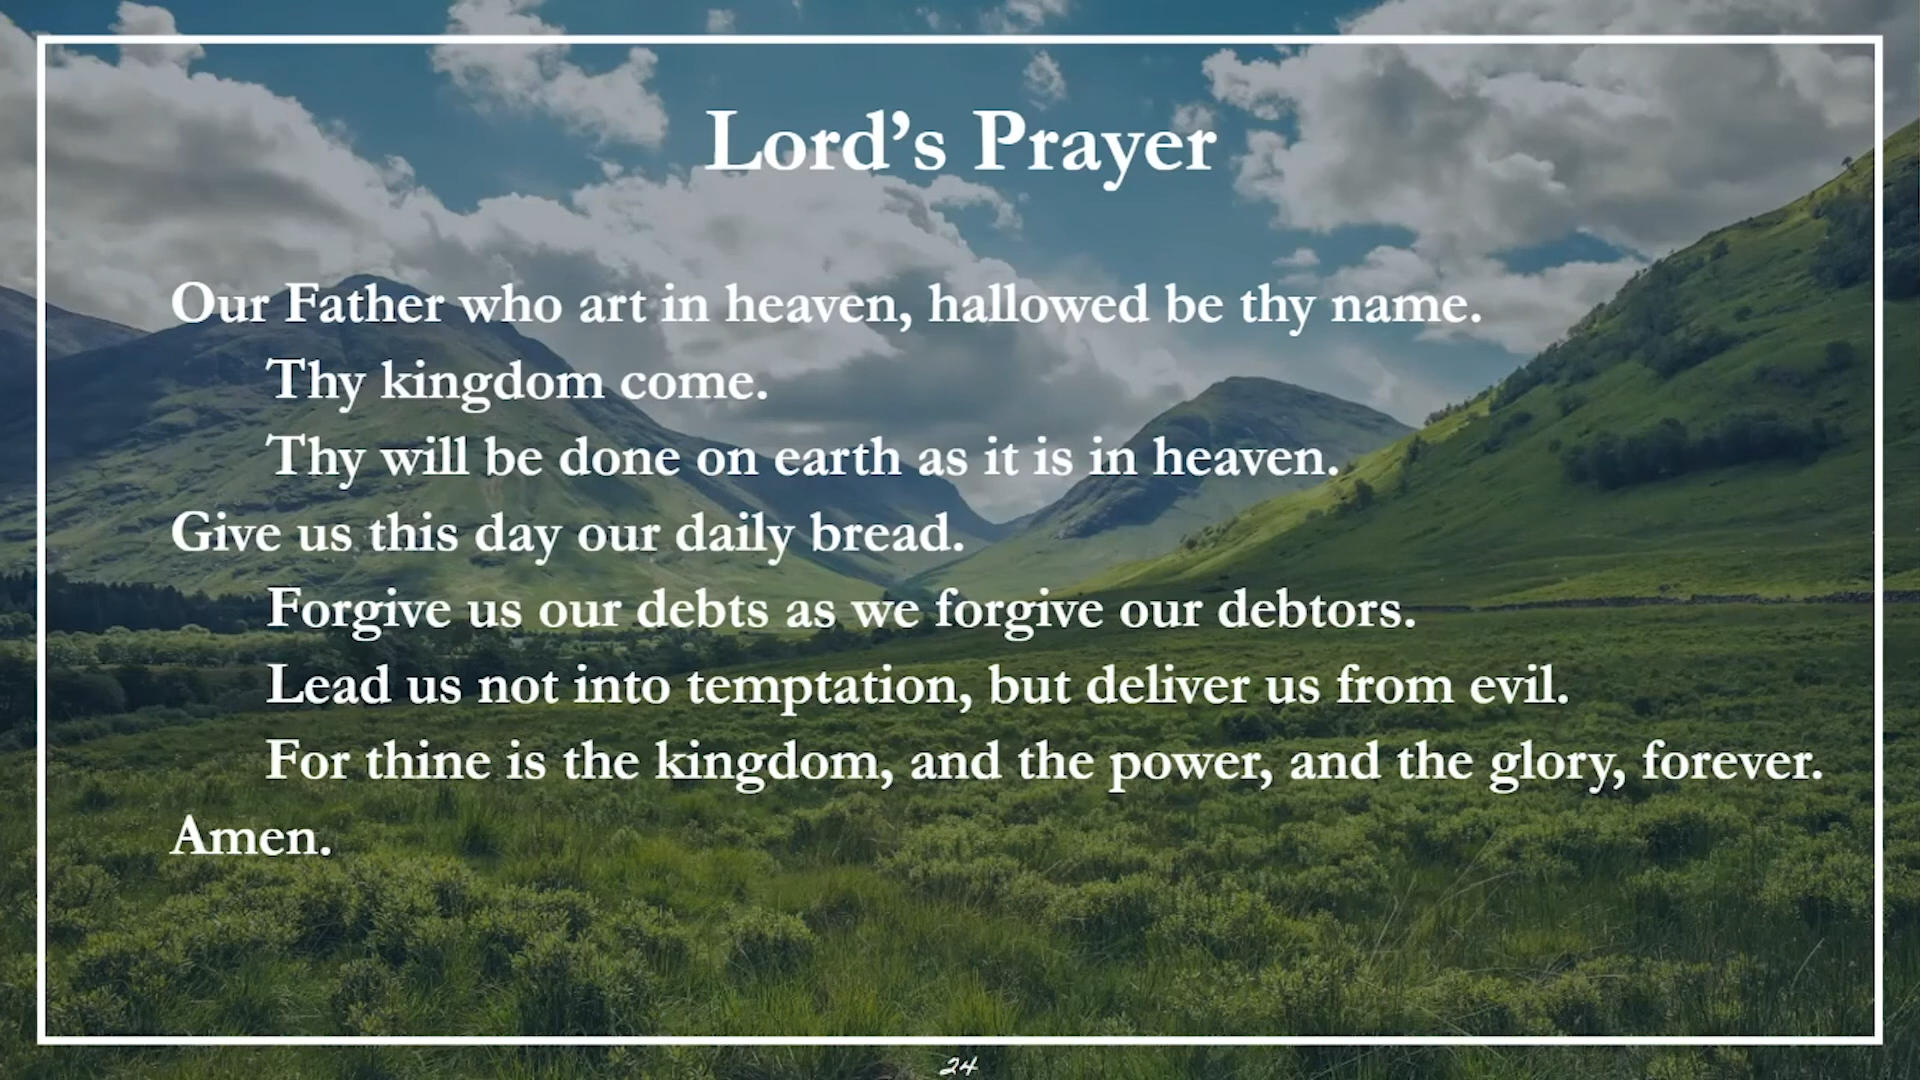 Lord’s Prayer
Our Father who art in heaven, hallowed be thy name.
Thy kingdom come.
Thy will be done on earth as it is in heaven.
Give us this day our daily bread.
Forgive us our debts as we forgive our debtors.
Lead us not into temptation, but deliver us from evil.
For thine is the kingdom, and the power, and the glory, forever.
Amen.
24